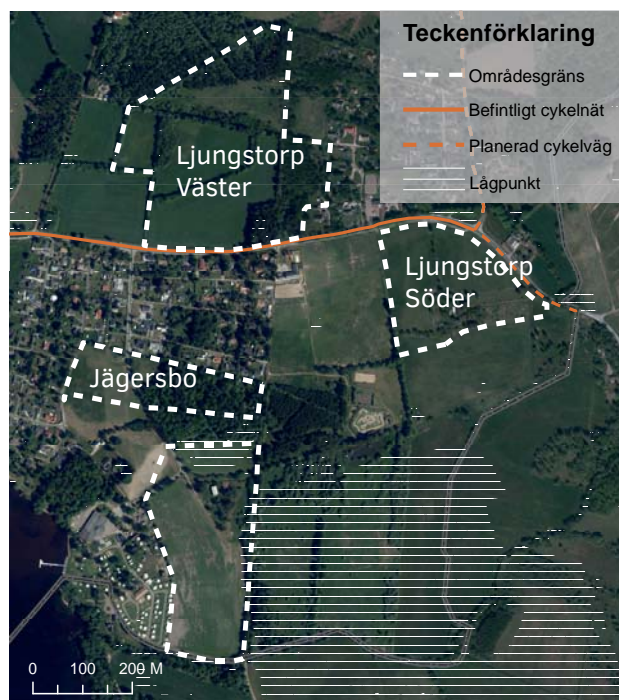 Teckenförklaring
Områdesgräns
Befintligt cykelnät
Planerad cykelväg
Lågpunkt
Ljungstorp
Väster
Ljungstorp
Söder
Jägersbo
0 100 200 M